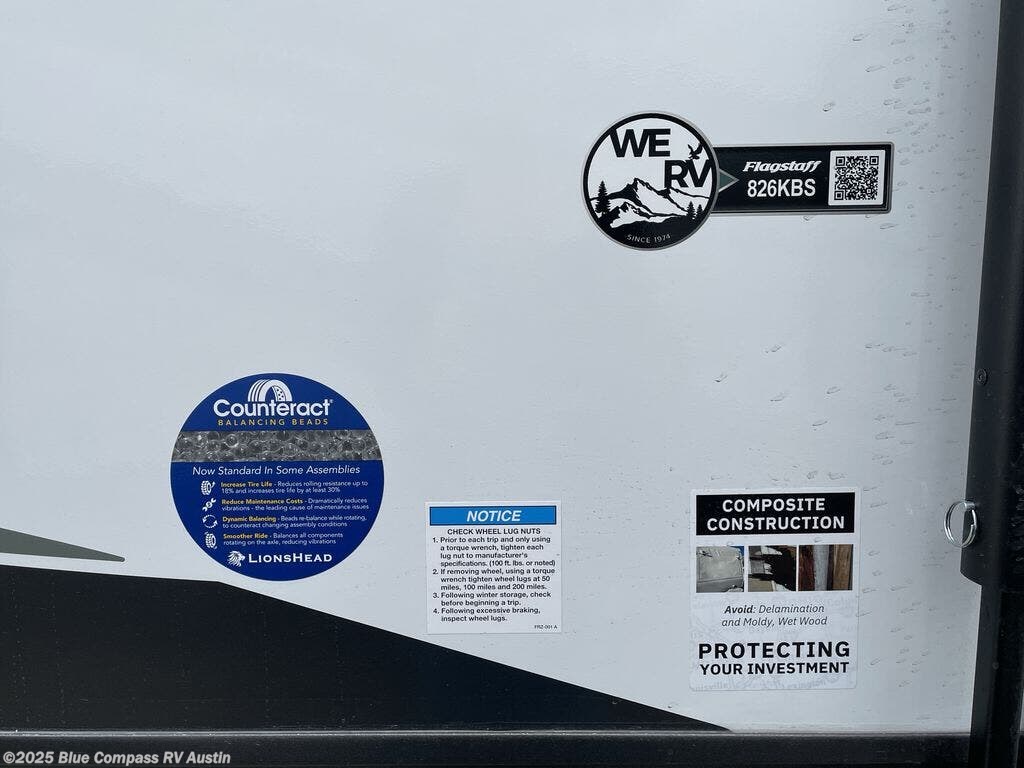 WE
RV
SINCE 1974
Flagstaff
826KBS
Counteract
BALANCING BEADS
Now Standard In Some Assemblies
Increase Tire Life - Reduces rolling resistance up to
18% and increases tire life by at least 30%
Reduce Maintenance Costs - Dramatically reduces
vibrations - the leading cause of maintenance issues
Dynamic Balancing - Beads re-balance while rotating,
to counteract changing assembly conditions
Smoother Ride - Balances all components
rotating on the axle, reducing vibrations
LIONSHEAD
NOTICE
CHECK WHEEL LUG NUTS
1. Prior to each trip and only using
a torque wrench, tighten each
lug nut to manufacturer's
specifications. (100 ft. lbs. or noted)
2. If removing wheel, using a torque
wrench tighten wheel lugs at 50
miles, 100 miles and 200 miles.
3. Following winter storage, check
before beginning a trip.
4. Following excessive braking,
inspect wheel lugs.
FRZ-001 A
COMPOSITE
CONSTRUCTION
Avoid: Delamination
and Moldy, Wet Wood
PROTECTING
YOUR INVESTMENT
©2025 Blue Compass RV Austin